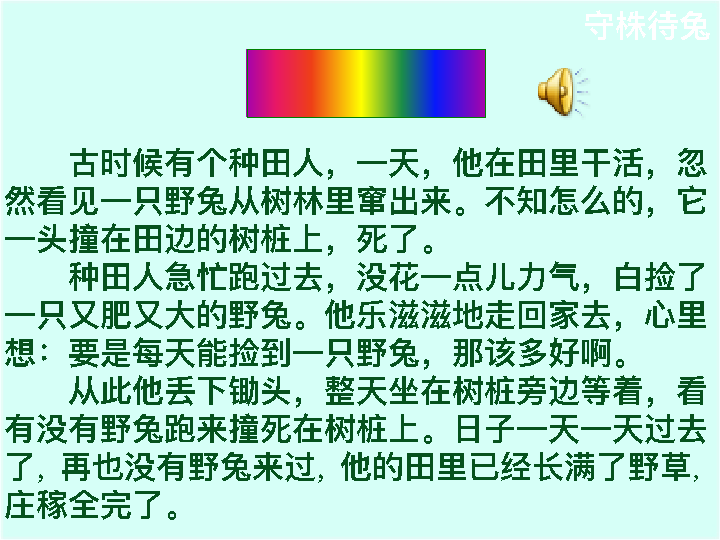 守株待兔
古时候有个种田人，一天，他在田里干活，忽
然看见一只野兔从树林里窜出来。不知怎么的，它
一头撞在田边的树桩上，死了。
种田人急忙跑过去，没花一点儿力气，白捡了
一只又肥又大的野兔。他乐滋滋地走回家去，心里
想：要是每天能捡到一只野兔，那该多好啊。
从此他丢下锄头，整天坐在树桩旁边等着，看
有没有野兔跑来撞死在树桩上。日子一天一天过去
了，再也没有野兔来过，他的田里已经长满了野草，
庄稼全完了。